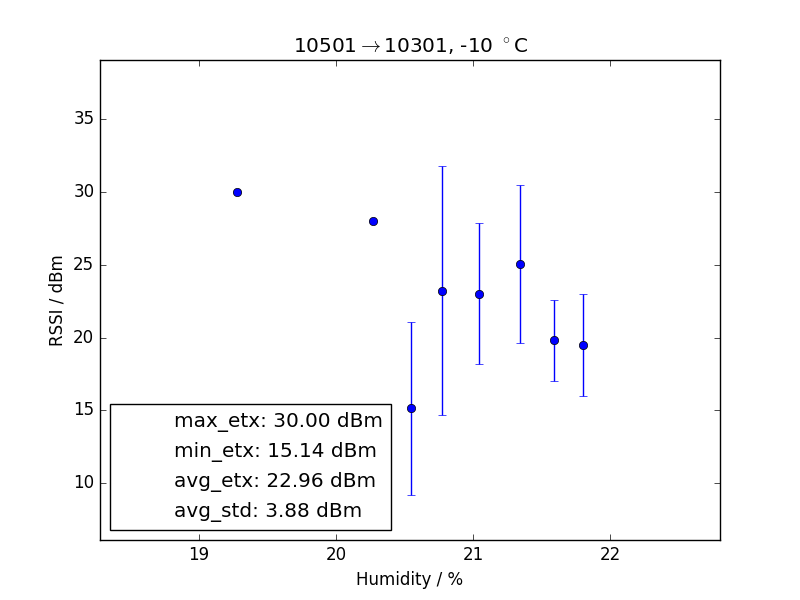 10501→10301, -10 °C
RSSI / dBm
35
30
25
20
15
10
max_etx: 30.00 dBm
min_etx: 15.14 dBm
avg_etx: 22.96 dBm
avg_std: 3.88 dBm
19 20 21 22
Humidity / %